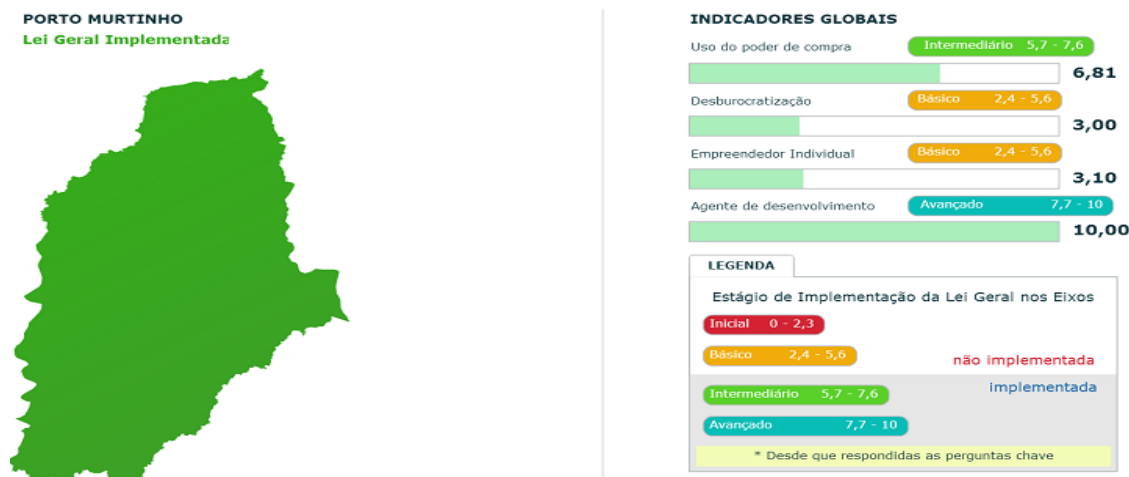 PORTO MURTINHO
Lei Geral Implementada
INDICADORES GLOBAIS
Uso do poder de compra Intermediário 5,7 - 7,6
6,81
Desburocratização Básico 2,4 - 5,6
3,00
Empreendedor Individual Básico 2,4 - 5,6
3,10
Agente de desenvolvimento Avançado 7,7 - 10
10,00
LEGENDA
Estágio de Implementação da Lei Geral nos Eixos
Inicial 0 - 2,3
Básico 2,4 - 5,6
não implementada
implementada
Intermediário 5,7 - 7,6
Avançado 7,7 - 10
* Desde que respondidas as perguntas chave